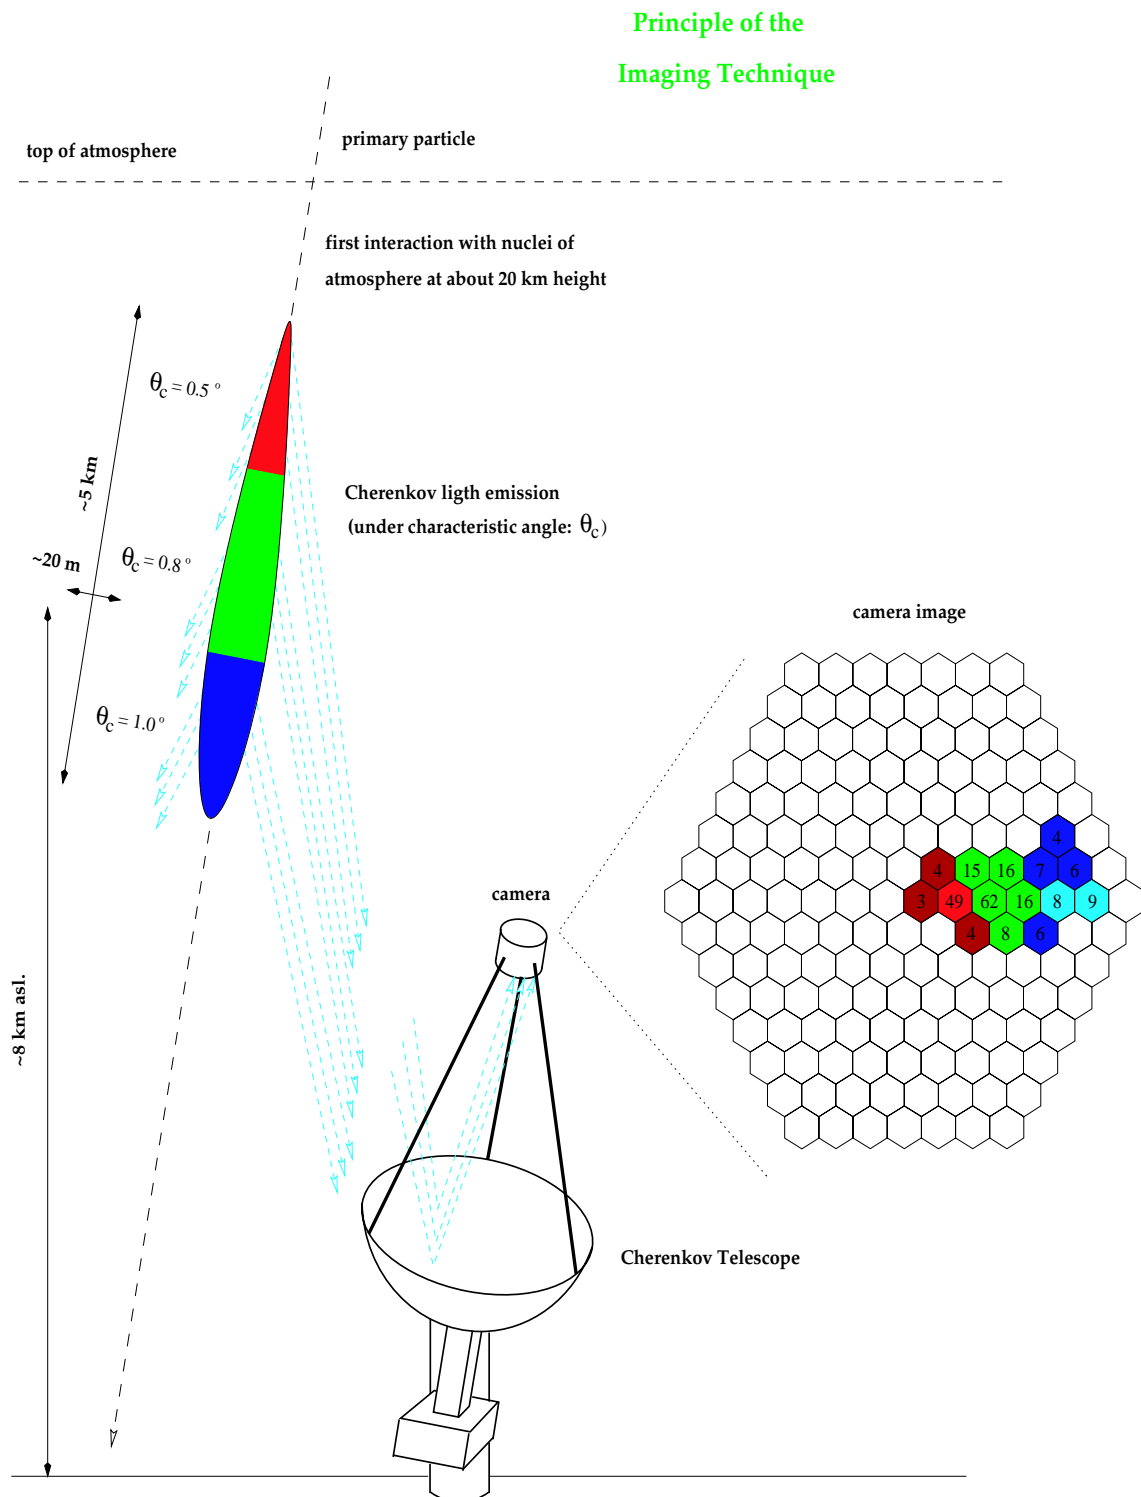 Principle of the
Imaging Technique
primary particle
top of atmosphere
first interaction with nuclei of
atmosphere at about 20 km height
θc = 0.5 °
~5 km
Cherenkov ligth emission
(under characteristic angle: θc)
~20 m
θc = 0.8 °
camera image
θc = 1.0 °
4
4 15 16 7 6
camera
3 49 62 16 8 9
4 8 6
~8 km asl.
Cherenkov Telescope